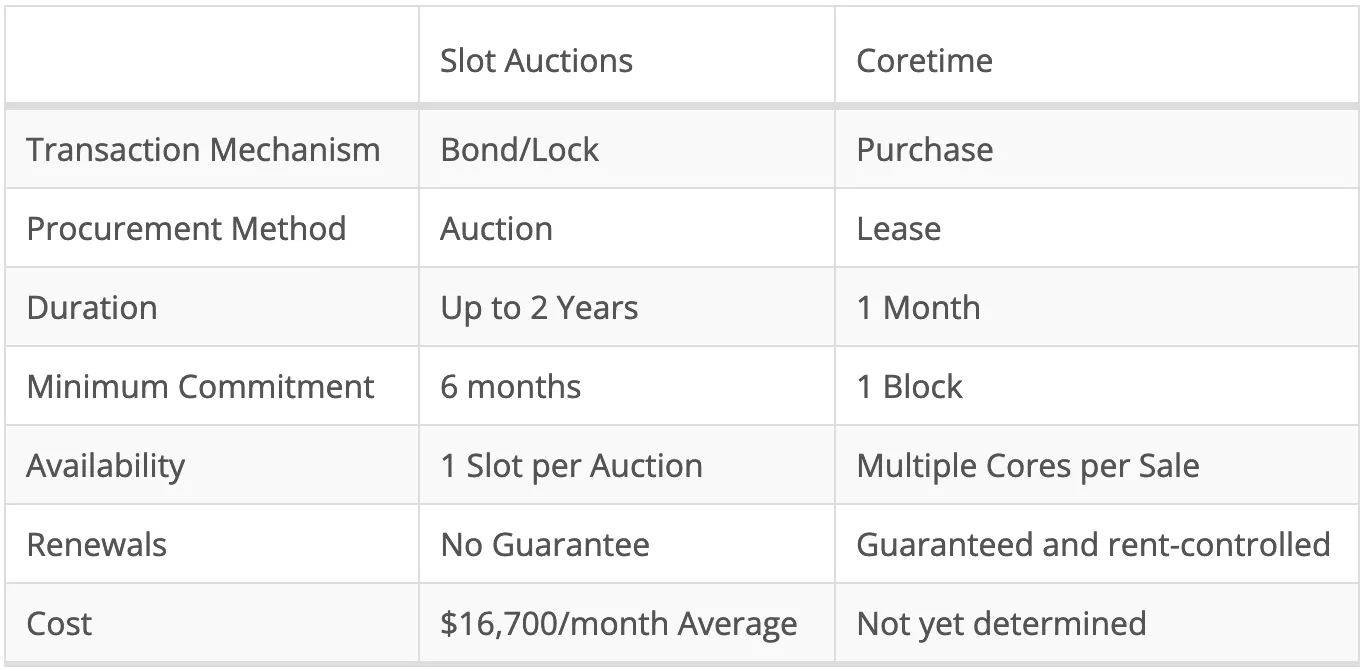 Slot Auctions Coretime
Transaction Mechanism Bond/Lock Purchase
Procurement Method Auction Lease
Duration Up to 2 Years 1 Month
Minimum Commitment 6 months 1 Block
Availability 1 Slot per Auction Multiple Cores per Sale
Renewals No Guarantee Guaranteed and rent-controlled
Cost $16,700/month Average Not yet determined